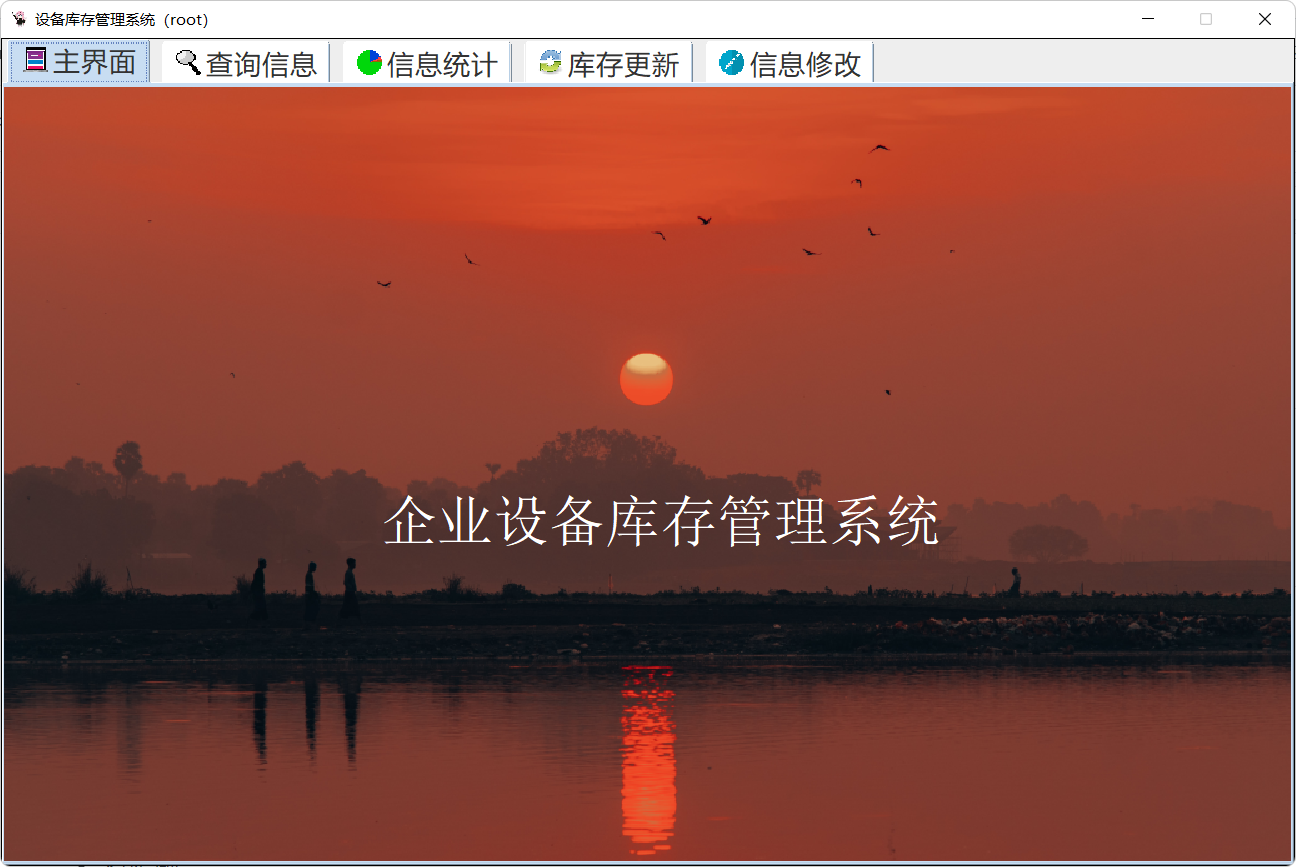 设备库存管理系统（root）
主界面
查询信息
信息统计
库存更新
信息修改
企业设备库存管理系统